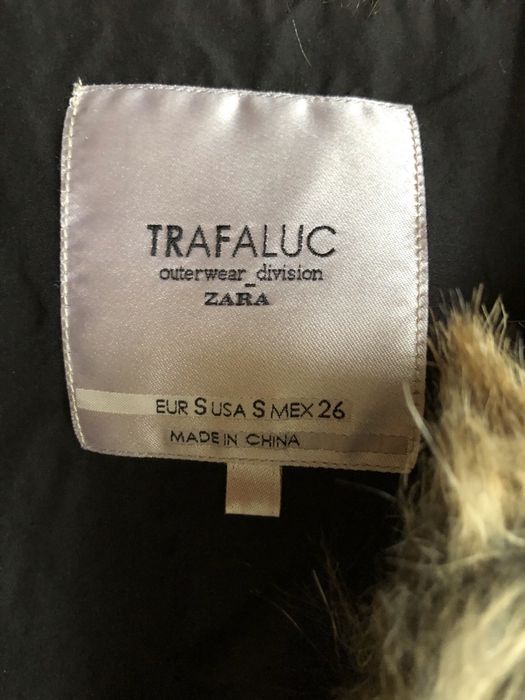 TRAFALUC
outerwear_division
ZARA
EUR S USA S MEX 26
MADE IN CHINA